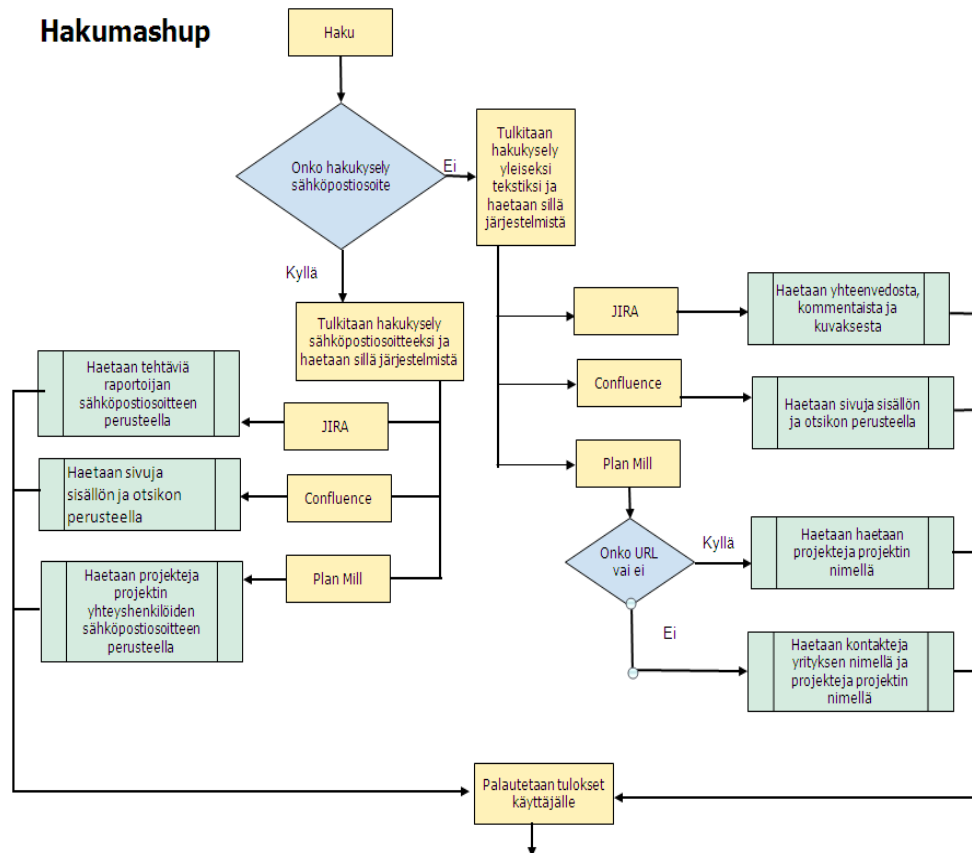 Hakumashup
Haku
Onko hakukysely
sähköpostiosoite
Ei
Tulkitaan
hakukysely
yleiseksi
tekstiksi ja
haetaan sillä
järjestelmistä
Kyllä
Tulkitaan hakukysely
sähköpostiosoitteeksi ja
haetaan sillä järjestelmistä
JIRA
Haetaan yhteenvedosta,
kommentaista ja
kuvaksesta
Confluence
Haetaan sivuja sisällön
ja otsikon perusteella
Plan Mill
Onko URL
vai ei
Kyllä
Haetaan haetaan
projekteja projektin
nimellä
Ei
Haetaan kontakteja
yrityksen nimellä ja
projekteja projektin
nimellä
Haetaan tehtäviä
raportoijan
sähköpostiosoitteen
perusteella
JIRA
Haetaan sivuja
sisällön ja otsikon
perusteella
Confluence
Haetaan projekteja
projektin
yhteyshenkilöiden
sähköpostiosoitteen
perusteella
Plan Mill
Palautetaan tulokset
käyttäjälle